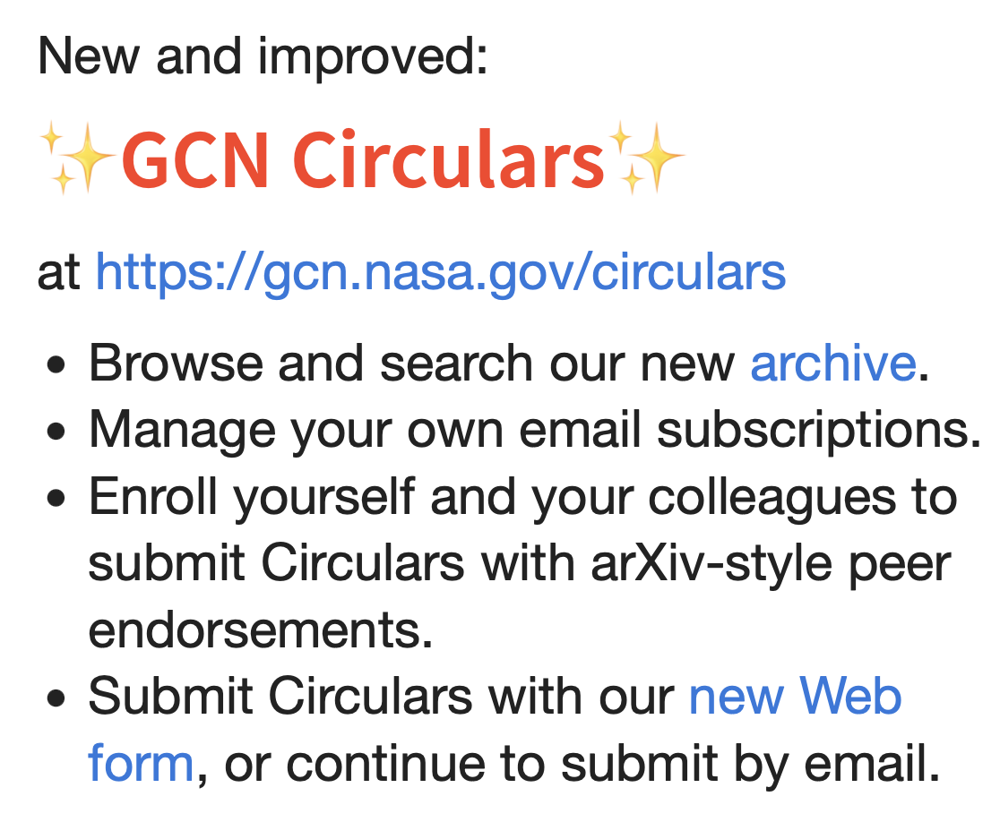 New and improved:
✨GCN Circulars✨
at https://gcn.nasa.gov/circulars
• Browse and search our new archive.
• Manage your own email subscriptions.
• Enroll yourself and your colleagues to
submit Circulars with arXiv-style peer
endorsements.
• Submit Circulars with our new Web
form, or continue to submit by email.